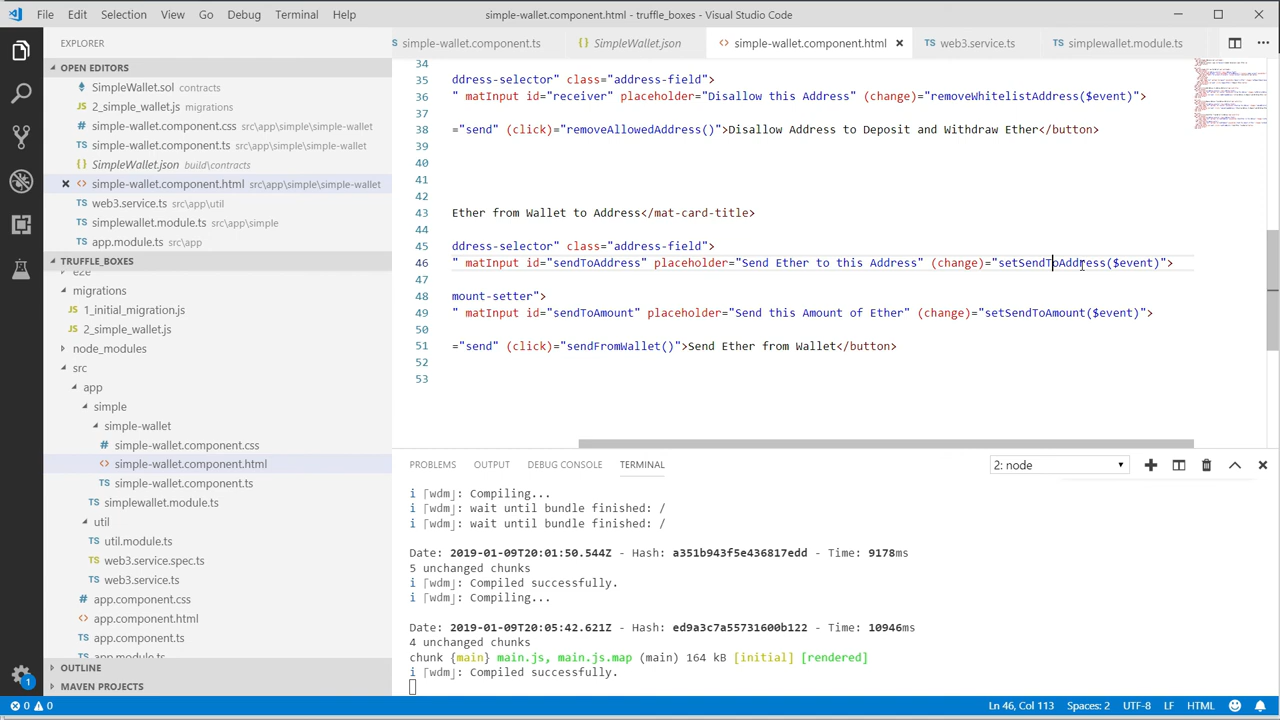 File Edit Selection View Go Debug Terminal Help
simple-wallet.component.html - truffle_boxes - Visual Studio Code
EXPLORER
OPEN EDITORS
SimpleWallet.sol contracts
2_simple_wallet.js migrations
simple-wallet.component.css src\app\simple\simple-wallet
simple-wallet.component.ts src\app\simple\simple-wallet
SimpleWallet.json build\contracts
simple-wallet.component.html src\app\simple\simple-wallet
web3.service.ts src\app\util
simplewallet.module.ts src\app\simple
app.module.ts src\app
TRUFFLE_BOXES
e2e
migrations
1_initial_migration.js
2_simple_wallet.js
node_modules
src
app
simple
simple-wallet
simple-wallet.component.css
simple-wallet.component.html
simple-wallet.component.ts
simplewallet.module.ts
util
util.module.ts
web3.service.spec.ts
web3.service.ts
app.component.css
app.component.html
app.component.ts
app.module.ts
OUTLINE
MAVEN PROJECTS
simple-wallet.component.ts SimpleWallet.json simple-wallet.component.html web3.service.ts simplewallet.module.ts
34
35 ddress-selector" class="address-field">
36 " matInput id="receiver" placeholder="Disallow this Address" (change)="removeWhitelistAddress($event)">
37
38 ="send" (click)="removeAllowedAddress()">Disallow Address to Deposit and Withdraw Ether</button>
39
40
41
42
43 Ether from Wallet to Address</mat-card-title>
44
45 ddress-selector" class="address-field">
46 " matInput id="sendToAddress" placeholder="Send Ether to this Address" (change)="setSendToAddress($event)">
47
48 mount-setter">
49 " matInput id="sendToAmount" placeholder="Send this Amount of Ether" (change)="setSendToAmount($event)">
50
51 ="send" (click)="sendFromWallet()">Send Ether from Wallet</button>
52
53
PROBLEMS OUTPUT DEBUG CONSOLE TERMINAL 2: node
i ⌈wdm⌋: Compiling...
i ⌈wdm⌋: wait until bundle finished: /
i ⌈wdm⌋: wait until bundle finished: /
Date: 2019-01-09T20:01:50.544Z - Hash: a351b943f5e436817edd - Time: 9178ms
5 unchanged chunks
i ⌈wdm⌋: Compiled successfully.
i ⌈wdm⌋: Compiling...
Date: 2019-01-09T20:05:42.621Z - Hash: ed9a3c7a55731600b122 - Time: 10946ms
4 unchanged chunks
chunk {main} main.js, main.js.map (main) 164 kB [initial] [rendered]
i ⌈wdm⌋: Compiled successfully.
1
0 0 Ln 46, Col 113 Spaces: 2 UTF-8 LF HTML